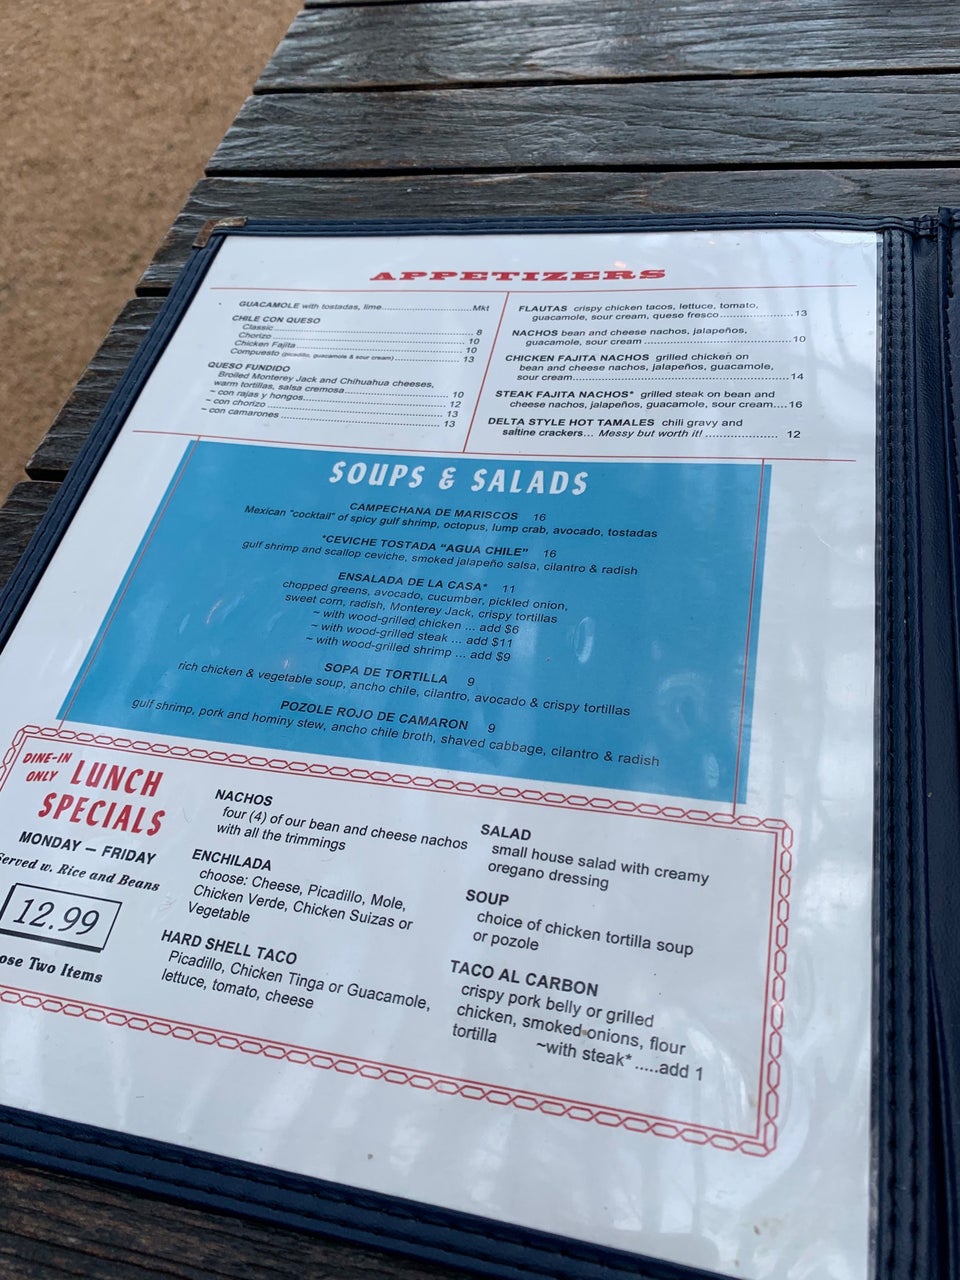 APPETIZERS
GUACAMOLE with tostadas, lime..........Mkt
CHILE CON QUESO
Classic..........8
Chorizo..........10
Chicken Fajita..........10
Compuesto (picadillo, guacamole & sour cream)..........13
QUESO FUNDIDO
Broiled Monterey Jack and Chihuahua cheeses,
warm tortillas, salsa cremosa..........10
~ con rajas y hongos..........12
~ con chorizo..........13
~ con camarones..........13
FLAUTAS crispy chicken tacos, lettuce, tomato,
guacamole, sour cream, queso fresco..........13
NACHOS bean and cheese nachos, jalapeños,
guacamole, sour cream..........10
CHICKEN FAJITA NACHOS grilled chicken on
bean and cheese nachos, jalapeños, guacamole,
sour cream..........14
STEAK FAJITA NACHOS* grilled steak on bean and
cheese nachos, jalapeños, guacamole, sour cream....16
DELTA STYLE HOT TAMALES chili gravy and
saltine crackers... Messy but worth it! .......... 12
SOUPS & SALADS
CAMPECHANA DE MARISCOS 16
Mexican "cocktail" of spicy gulf shrimp, octopus, lump crab, avocado, tostadas
*CEVICHE TOSTADA "AGUA CHILE" 16
gulf shrimp and scallop ceviche, smoked jalapeño salsa, cilantro & radish
ENSALADA DE LA CASA* 11
chopped greens, avocado, cucumber, pickled onion,
sweet corn, radish, Monterey Jack, crispy tortillas
~ with wood-grilled chicken ... add $6
~ with wood-grilled steak ... add $11
~ with wood-grilled shrimp ... add $9
SOPA DE TORTILLA 9
rich chicken & vegetable soup, ancho chile, cilantro, avocado & crispy tortillas
POZOLE ROJO DE CAMARON 9
gulf shrimp, pork and hominy stew, ancho chile broth, shaved cabbage, cilantro & radish
DINE-IN
ONLY LUNCH
SPECIALS
MONDAY – FRIDAY
Served w. Rice and Beans
12.99
ose Two Items
NACHOS
four (4) of our bean and cheese nachos
with all the trimmings
ENCHILADA
choose: Cheese, Picadillo, Mole,
Chicken Verde, Chicken Suizas or
Vegetable
HARD SHELL TACO
Picadillo, Chicken Tinga or Guacamole,
lettuce, tomato, cheese
SALAD
small house salad with creamy
oregano dressing
SOUP
choice of chicken tortilla soup
or pozole
TACO AL CARBON
crispy pork belly or grilled
chicken, smoked onions, flour
tortilla ~with steak* .....add 1